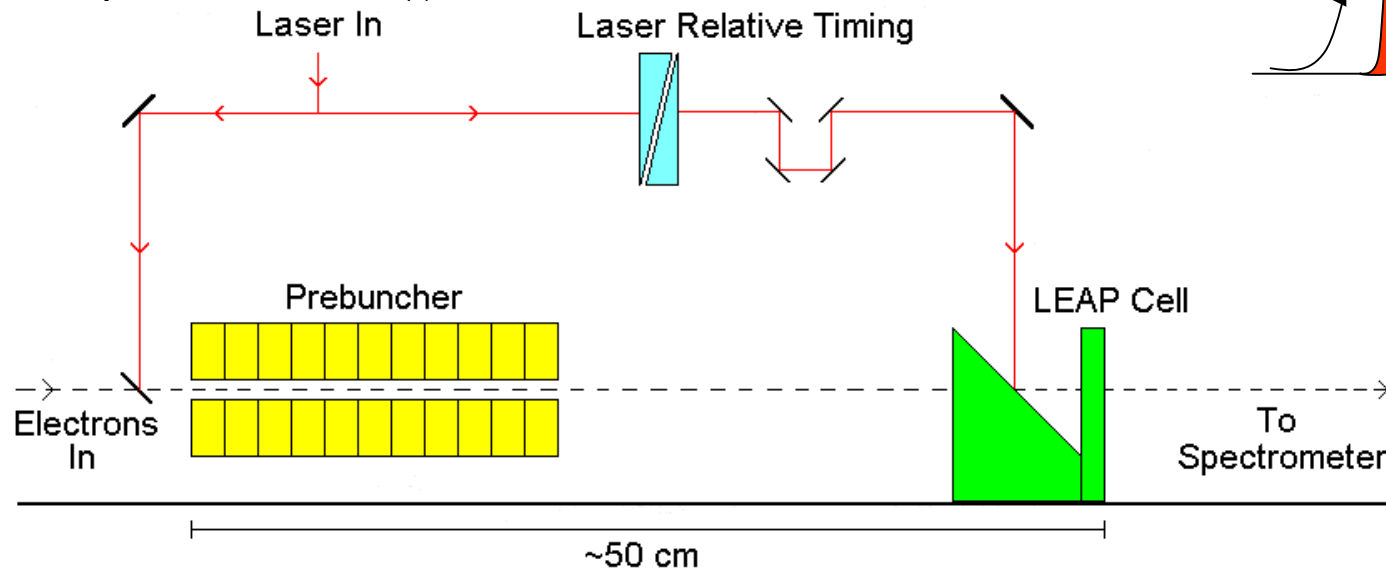 Laser In
Laser Relative Timing
Prebuncher
LEAP Cell
Electrons
In
To
Spectrometer
~50 cm